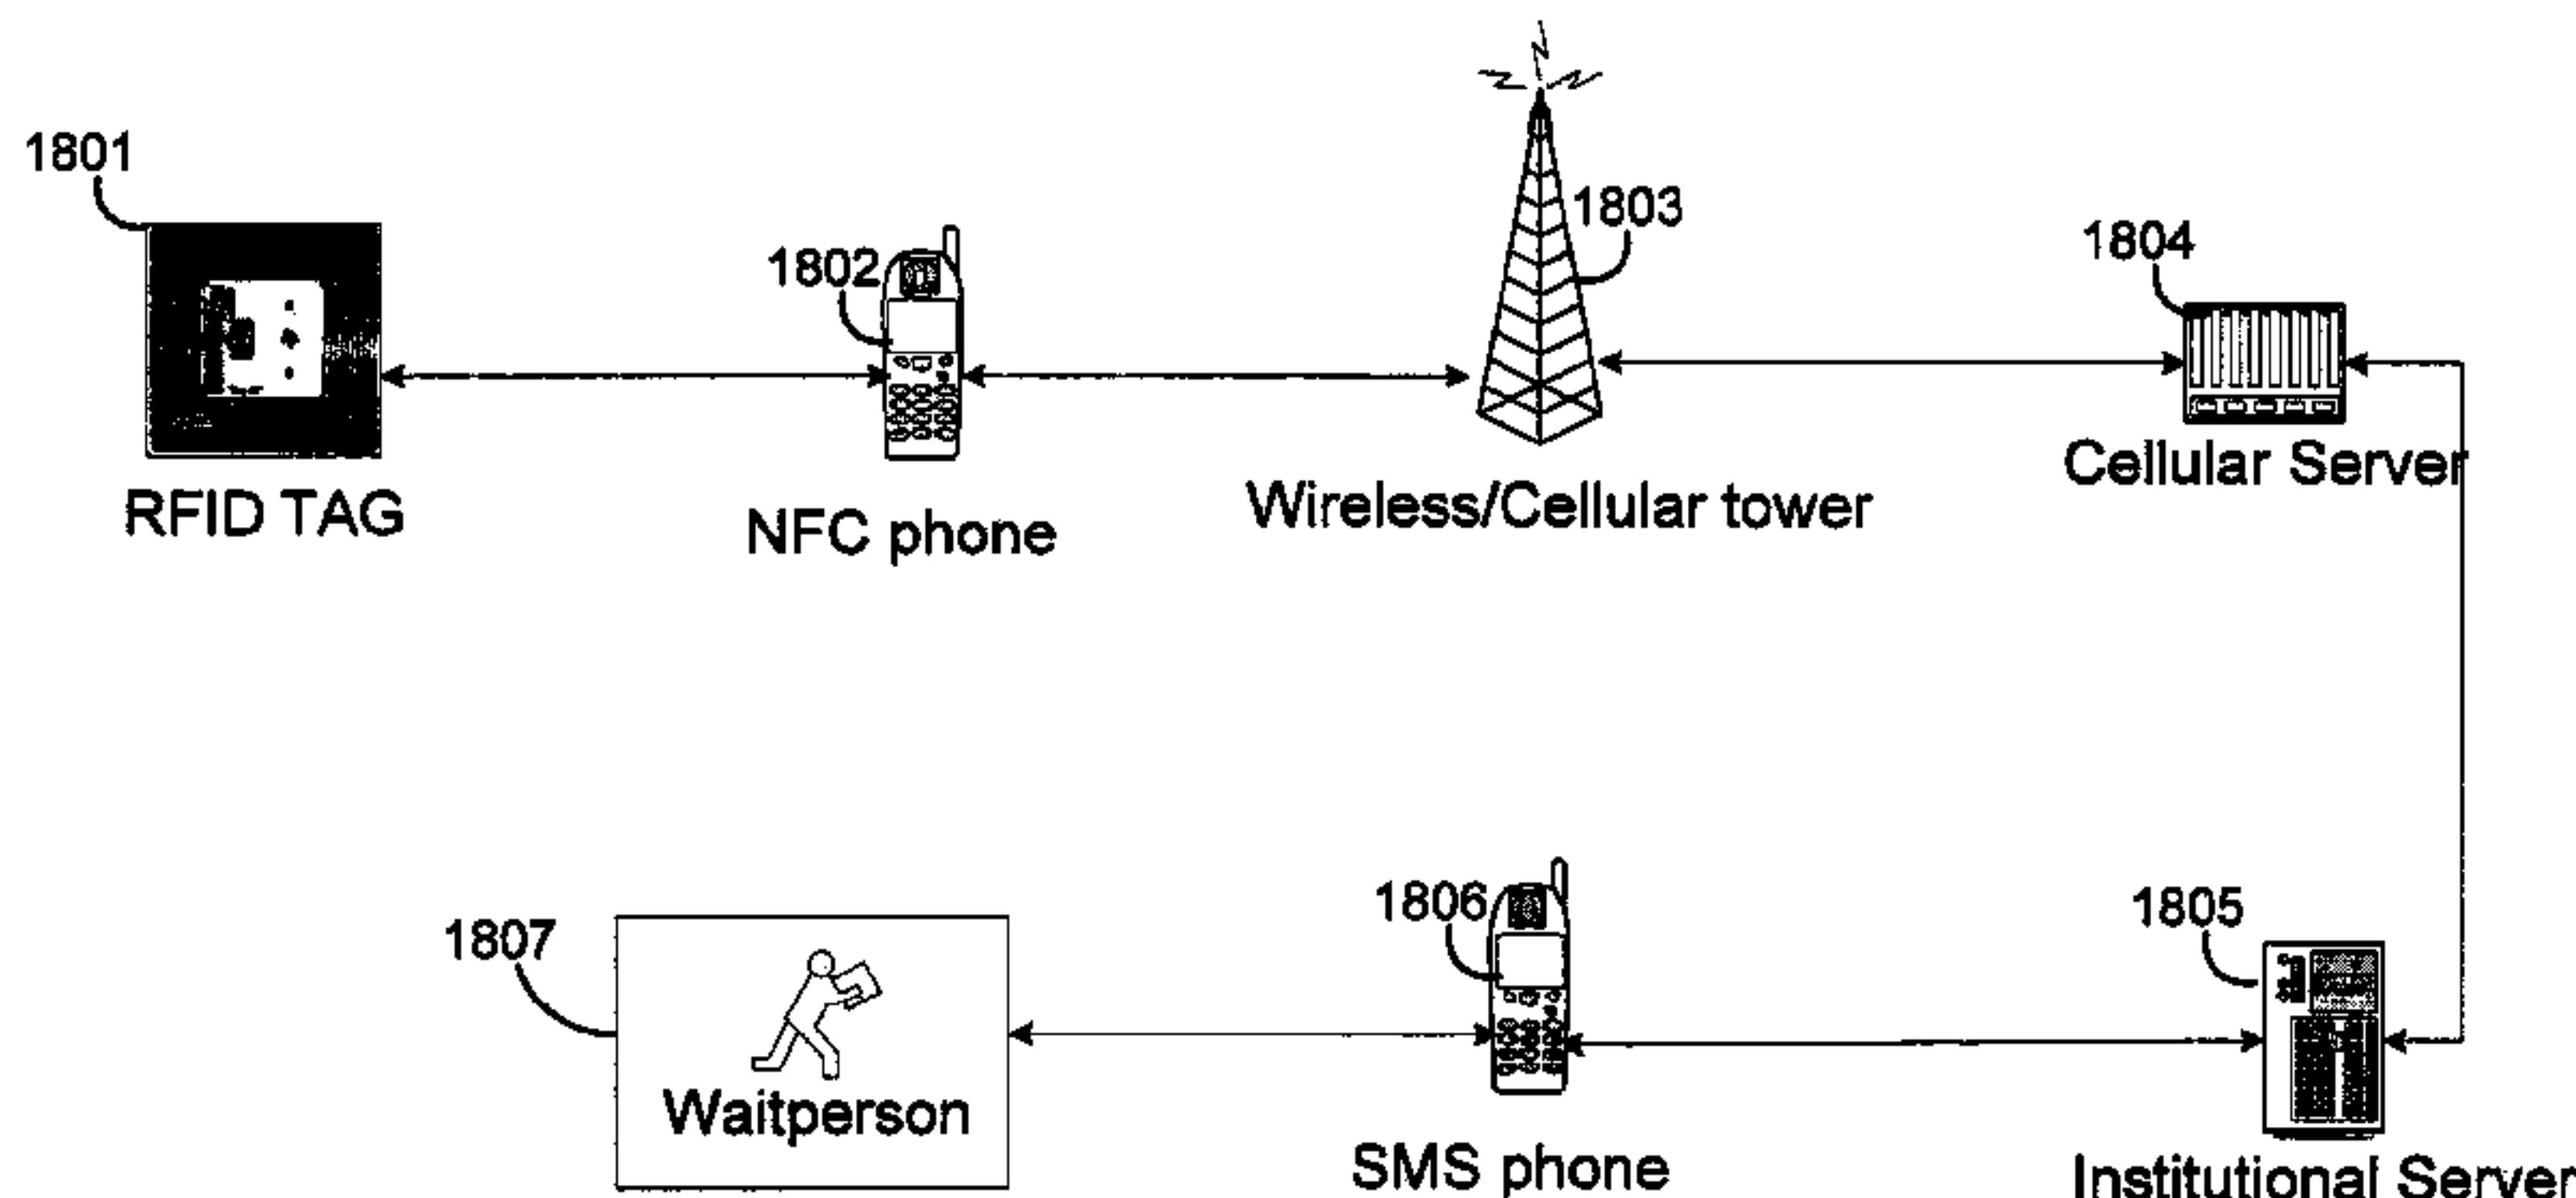 1801
1802
1803
1804
RFID TAG
NFC phone
Wireless/Cellular tower
Cellular Server
1807
1806
1805
Waitperson
SMS phone
Institutional Server